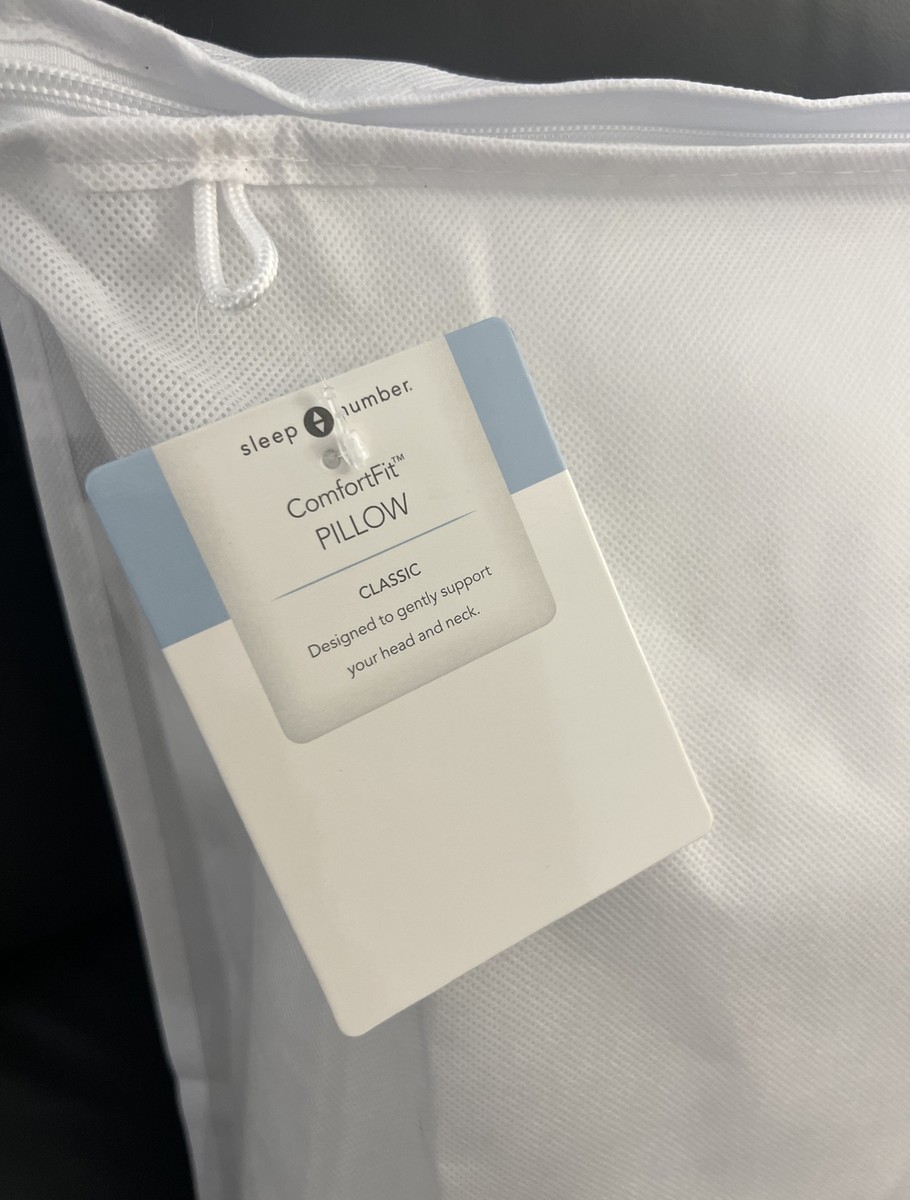 sleep number.
ComfortFit™
PILLOW
CLASSIC
Designed to gently support
your head and neck.